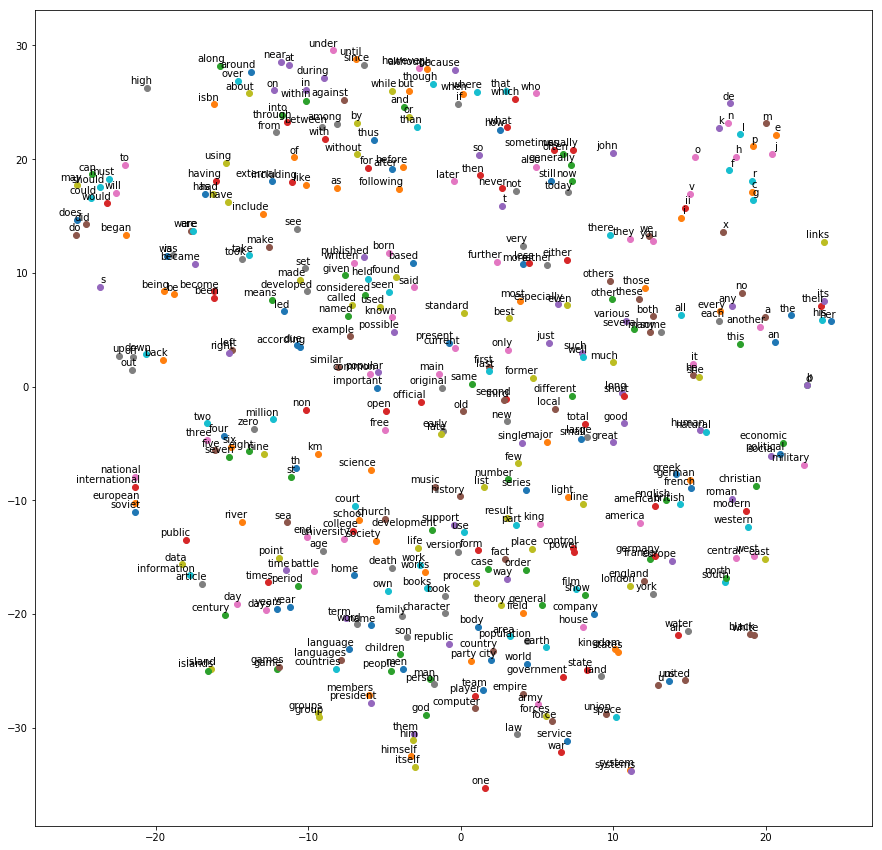 under
until
since
however
although
because
along
around
near
at
over
during
high
about
on
in
while
but
though
where
that
when
which
who
isbn
within
against
and
or
if
de
into
through
between
among
by
than
what
how
n
k
l
m
e
from
with
thus
p
using
of
without
so
sometimes
usually
often
john
o
h
j
to
can
must
for
after
before
also
generally
f
may
should
having
external
including
like
as
following
later
then
never
still
now
r
could
would
will
had
has
have
not
today
v
c
g
include
t
ii
i
does
did
do
began
were
are
see
very
there
they
we
you
x
links
was
is
became
take
took
make
published
written
born
based
further
more
less
rather
either
s
being
be
become
been
made
set
developed
given
held
found
considered
seen
said
others
those
no
means
called
used
known
most
especially
even
other
these
any
its
their
led
named
possible
standard
best
various
several
many
some
both
all
every
each
another
a
the
his
her
according
due
example
present
current
only
just
such
well
this
an
upon
down
out
back
left
right
similar
common
popular
important
main
original
first
last
same
former
much
it
he
she
b
non
official
open
second
third
old
different
local
long
short
two
three
four
five
six
seven
eight
nine
zero
million
km
free
early
late
new
single
major
total
small
large
great
good
human
natural
economic
political
social
military
th
st
science
few
number
list
series
music
history
light
line
greek
german
french
christian
national
international
european
soviet
english
american
british
roman
modern
western
river
sea
court
school
church
college
university
end
society
development
support
use
result
part
king
america
public
age
version
form
life
fact
place
control
power
germany
france
europe
central
west
east
data
information
article
point
time
times
period
battle
home
death
work
works
case
way
order
england
north
south
own
books
book
process
film
show
london
york
day
days
century
year
term
word
name
family
character
theory
general
field
company
son
republic
body
area
population
house
water
air
black
white
language
languages
countries
children
people
men
country
party
city
earth
world
kingdom
states
island
islands
games
game
man
person
government
state
land
members
president
team
player
empire
united
us
u
groups
group
god
computer
army
forces
force
union
space
them
him
law
service
himself
itself
war
system
systems
one
30
20
10
0
−10
−20
−30
−20
−10
0
10
20